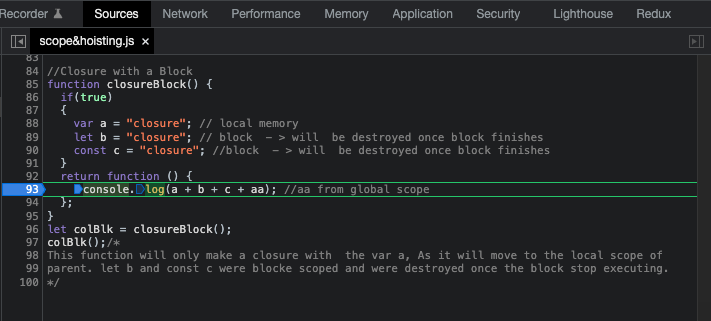 Recorder Sources Network Performance Memory Application Security Lighthouse Redux
scope&hoisting.js ×
83
84 //Closure with a Block
85 function closureBlock() {
86 if(true)
87 {
88 var a = "closure"; // local memory
89 let b = "closure"; // block - > will  be destroyed once block finishes
90 const c = "closure"; //block - > will  be destroyed once block finishes
91 }
92 return function () {
93 console.log(a + b + c + aa); //aa from global scope
94 };
95 }
96 let colBlk = closureBlock();
97 colBlk();/*
98 This function will only make a closure with  the var a, As it will move to the local scope of
99 parent. let b and const c were blocke scoped and were destroyed once the block stop executing.
100 */